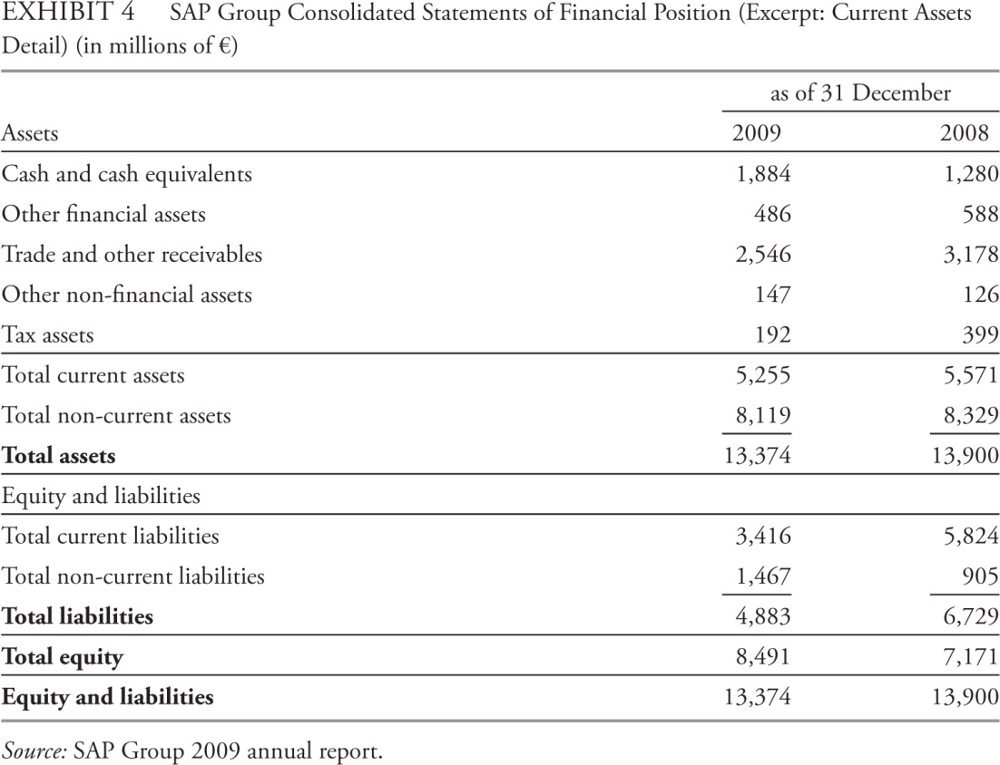 EXHIBIT 4 SAP Group Consolidated Statements of Financial Position (Excerpt: Current Assets
Detail) (in millions of €)
as of 31 December
Assets 2009 2008
Cash and cash equivalents 1,884 1,280
Other financial assets 486 588
Trade and other receivables 2,546 3,178
Other non-financial assets 147 126
Tax assets 192 399
Total current assets 5,255 5,571
Total non-current assets 8,119 8,329
Total assets 13,374 13,900
Equity and liabilities
Total current liabilities 3,416 5,824
Total non-current liabilities 1,467 905
Total liabilities 4,883 6,729
Total equity 8,491 7,171
Equity and liabilities 13,374 13,900
Source: SAP Group 2009 annual report.